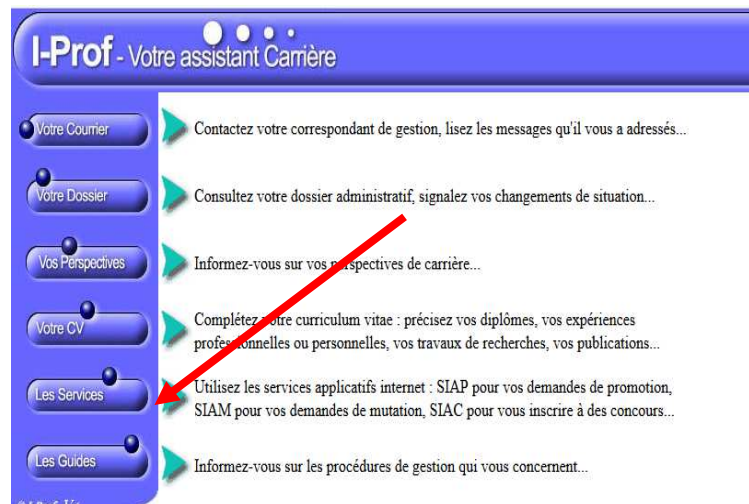 I-Prof - Votre assistant Carrière
Votre Courrier
Contactez votre correspondant de gestion, lisez les messages qu'il vous a adressés...
Votre Dossier
Consultez votre dossier administratif, signalez vos changements de situation...
Vos Perspectives
Informez-vous sur vos perspectives de carrière...
Votre CV
Complétez votre curriculum vitae : précisez vos diplômes, vos expériences
professionnelles ou personnelles, vos travaux de recherches, vos publications...
Les Services
Utilisez les services applicatifs internet : SIAP pour vos demandes de promotion,
SIAM pour vos demandes de mutation, SIAC pour vous inscrire à des concours...
Les Guides
Informez-vous sur les procédures de gestion qui vous concernent...